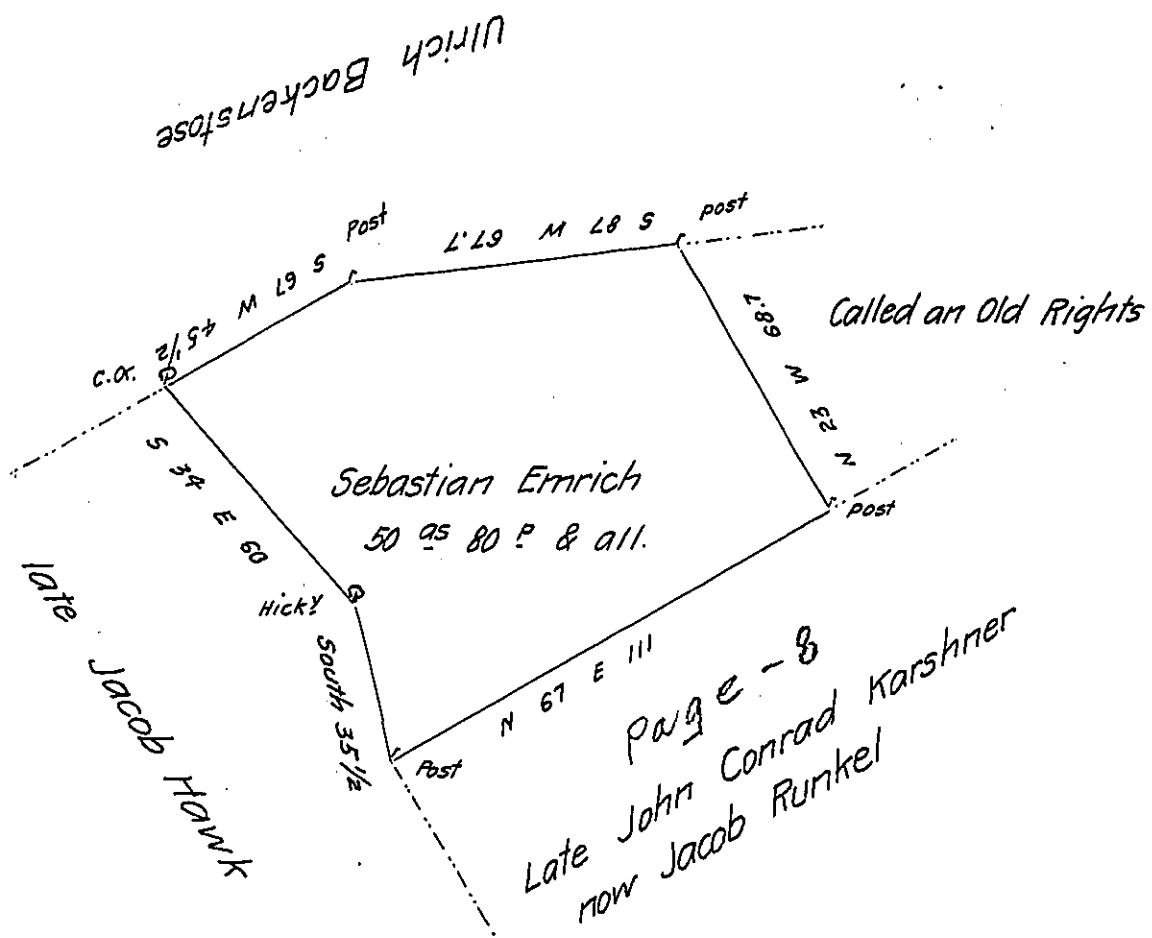 Ulrich Backenstose
Post
S 87 W 67.7
post
S 67 W 45 1/2
C.O.
N 23 W 68.7
Called an Old Rights
S 34 E 60
Sebastian Emrich
50 as 80 P & all.
Post
Hicky
South 35 1/2
N 67 E 111
Post
late Jacob Hawk
Page - 8
Late John Conrad Karshner
now Jacob Runkel